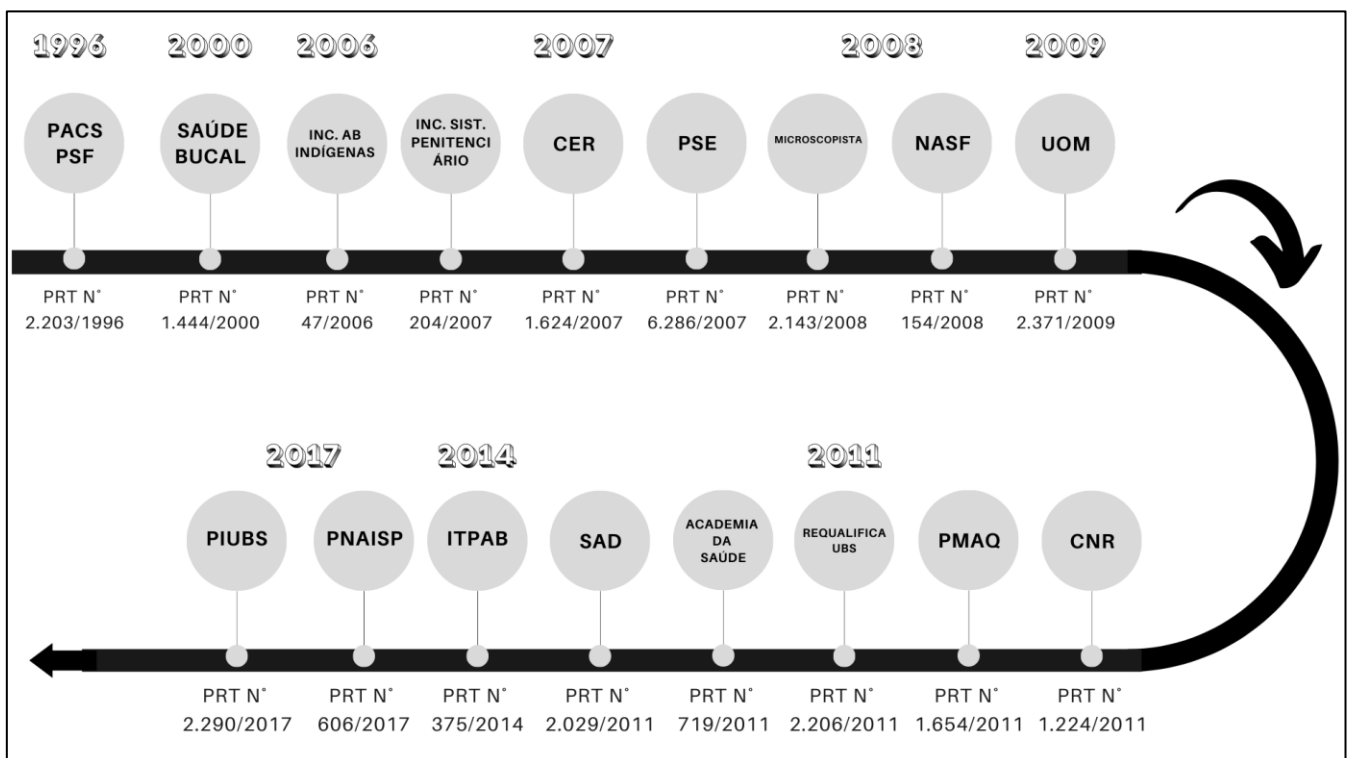 1996 2000 2006 2007 2008 2009
PACS
PSF
SAÚDE
BUCAL
INC. AB
INDÍGENAS
INC. SIST.
PENITENCI
ÁRIO
CER
PSE
MICROSCOPISTA
NASF
UOM
PRT N°
2.203/1996
PRT N°
1.444/2000
PRT N°
47/2006
PRT N°
204/2007
PRT N°
1.624/2007
PRT N°
6.286/2007
PRT N°
2.143/2008
PRT N°
154/2008
PRT N°
2.371/2009
2017 2014 2011
PIUBS
PNAISP
ITPAB
SAD
ACADEMIA
DA
SAÚDE
REQUALIFICA
UBS
PMAQ
CNR
PRT N°
2.290/2017
PRT N°
606/2017
PRT N°
375/2014
PRT N°
2.029/2011
PRT N°
719/2011
PRT N°
2.206/2011
PRT N°
1.654/2011
PRT N°
1.224/2011